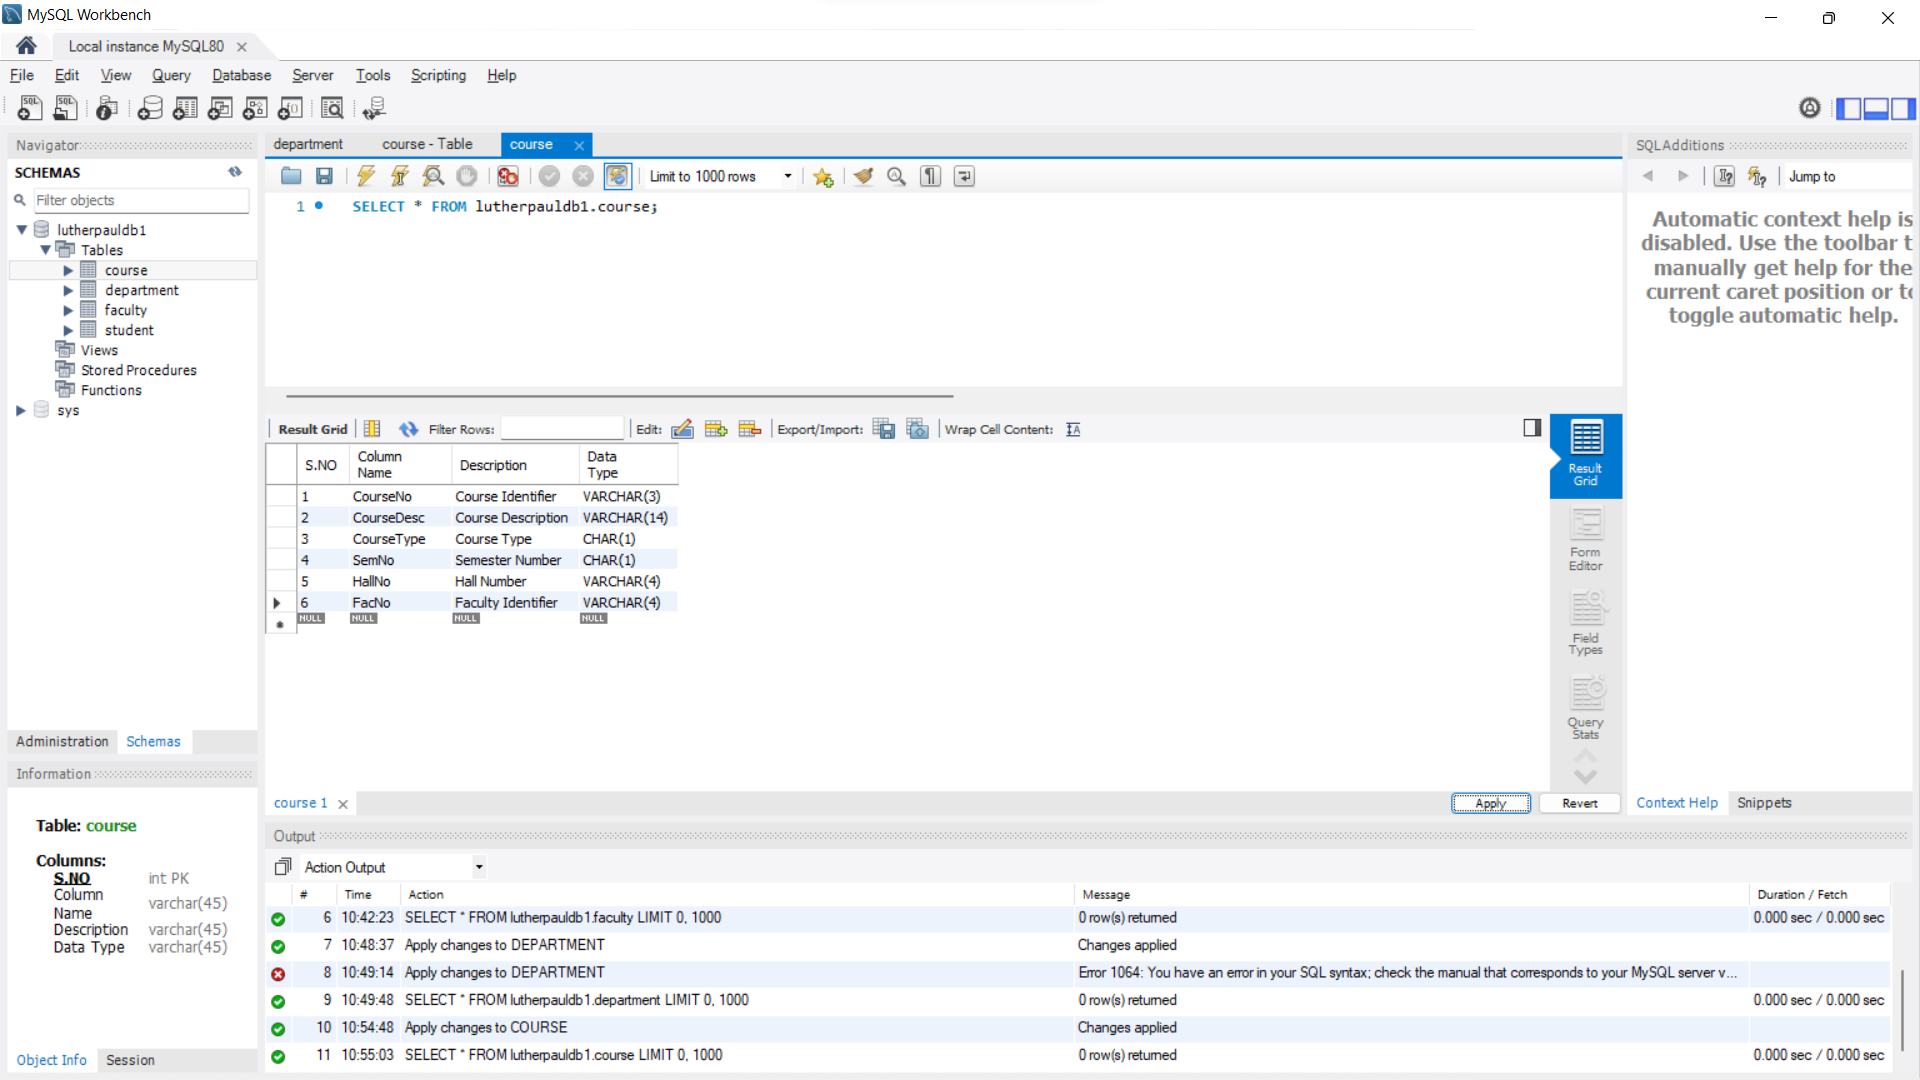 MySQL Workbench
Local instance MySQL80
File Edit View Query Database Server Tools Scripting Help
Navigator
SCHEMAS
Filter objects
lutherpauldb1
Tables
course
department
faculty
student
Views
Stored Procedures
Functions
sys
Administration Schemas
Information
Table: course
Columns:
S.NO int PK
Column Name varchar(45)
Description varchar(45)
Data Type varchar(45)
Object Info Session
department course - Table course
Limit to 1000 rows
1 SELECT * FROM lutherpauldb1.course;
Result Grid Filter Rows: Edit: Export/Import: Wrap Cell Content:
S.NO Column Name Description Data Type
1 CourseNo Course Identifier VARCHAR(3)
2 CourseDesc Course Description VARCHAR(14)
3 CourseType Course Type CHAR(1)
4 SemNo Semester Number CHAR(1)
5 HallNo Hall Number VARCHAR(4)
6 FacNo Faculty Identifier VARCHAR(4)
NULL NULL NULL NULL
Result Grid
Form Editor
Field Types
Query Stats
course 1 Apply Revert
SQLAdditions
Jump to
Automatic context help is
disabled. Use the toolbar t
manually get help for the
current caret position or to
toggle automatic help.
Context Help Snippets
Output
Action Output
# Time Action Message Duration / Fetch
6 10:42:23 SELECT * FROM lutherpauldb1.faculty LIMIT 0, 1000 0 row(s) returned 0.000 sec / 0.000 sec
7 10:48:37 Apply changes to DEPARTMENT Changes applied
8 10:49:14 Apply changes to DEPARTMENT Error 1064: You have an error in your SQL syntax; check the manual that corresponds to your MySQL server v...
9 10:49:48 SELECT * FROM lutherpauldb1.department LIMIT 0, 1000 0 row(s) returned 0.000 sec / 0.000 sec
10 10:54:48 Apply changes to COURSE Changes applied
11 10:55:03 SELECT * FROM lutherpauldb1.course LIMIT 0, 1000 0 row(s) returned 0.000 sec / 0.000 sec